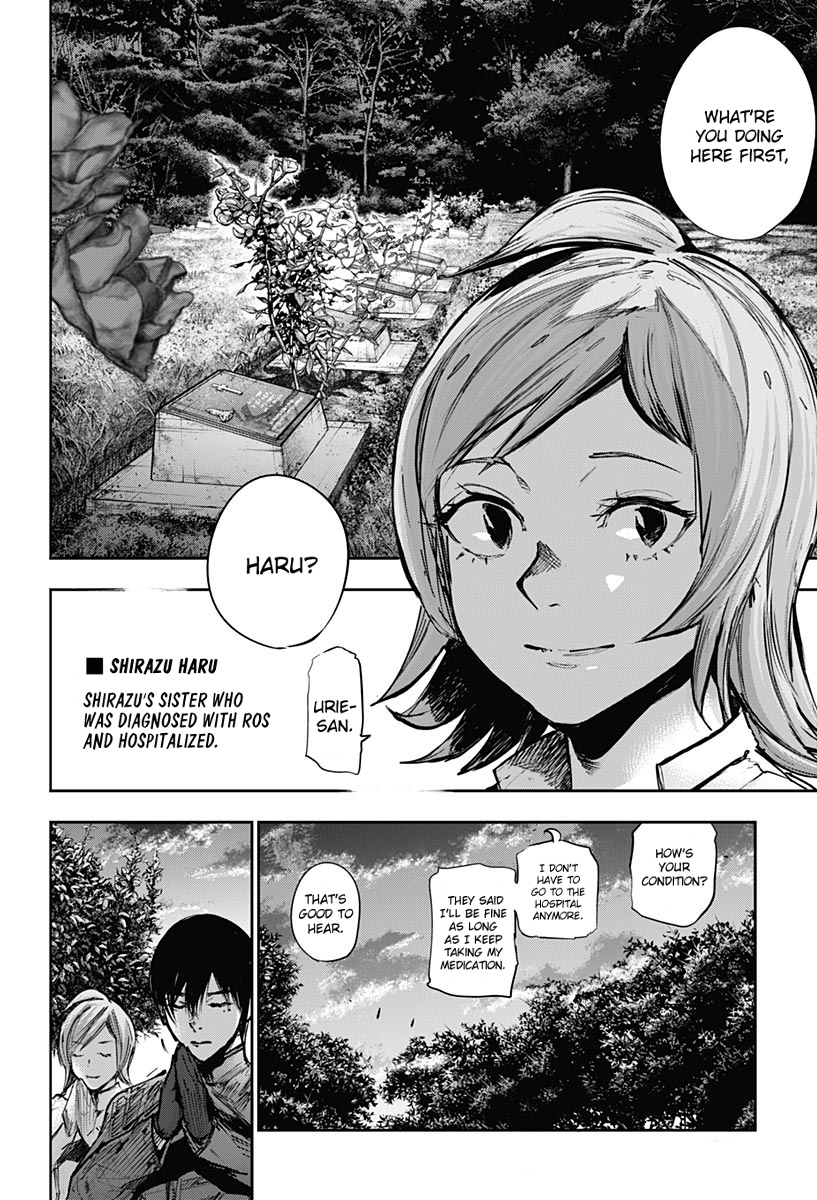 WHAT'RE
YOU DOING
HERE FIRST,
HARU?
■ SHIRAZU HARU
SHIRAZU'S SISTER WHO
WAS DIAGNOSED WITH ROS
AND HOSPITALIZED.
URIE-
SAN.
HOW'S
YOUR
CONDITION?
I DON'T
HAVE TO
GO TO THE
HOSPITAL
ANYMORE.
THEY SAID
I'LL BE FINE
AS LONG
AS I KEEP
TAKING MY
MEDICATION.
THAT'S
GOOD TO
HEAR.